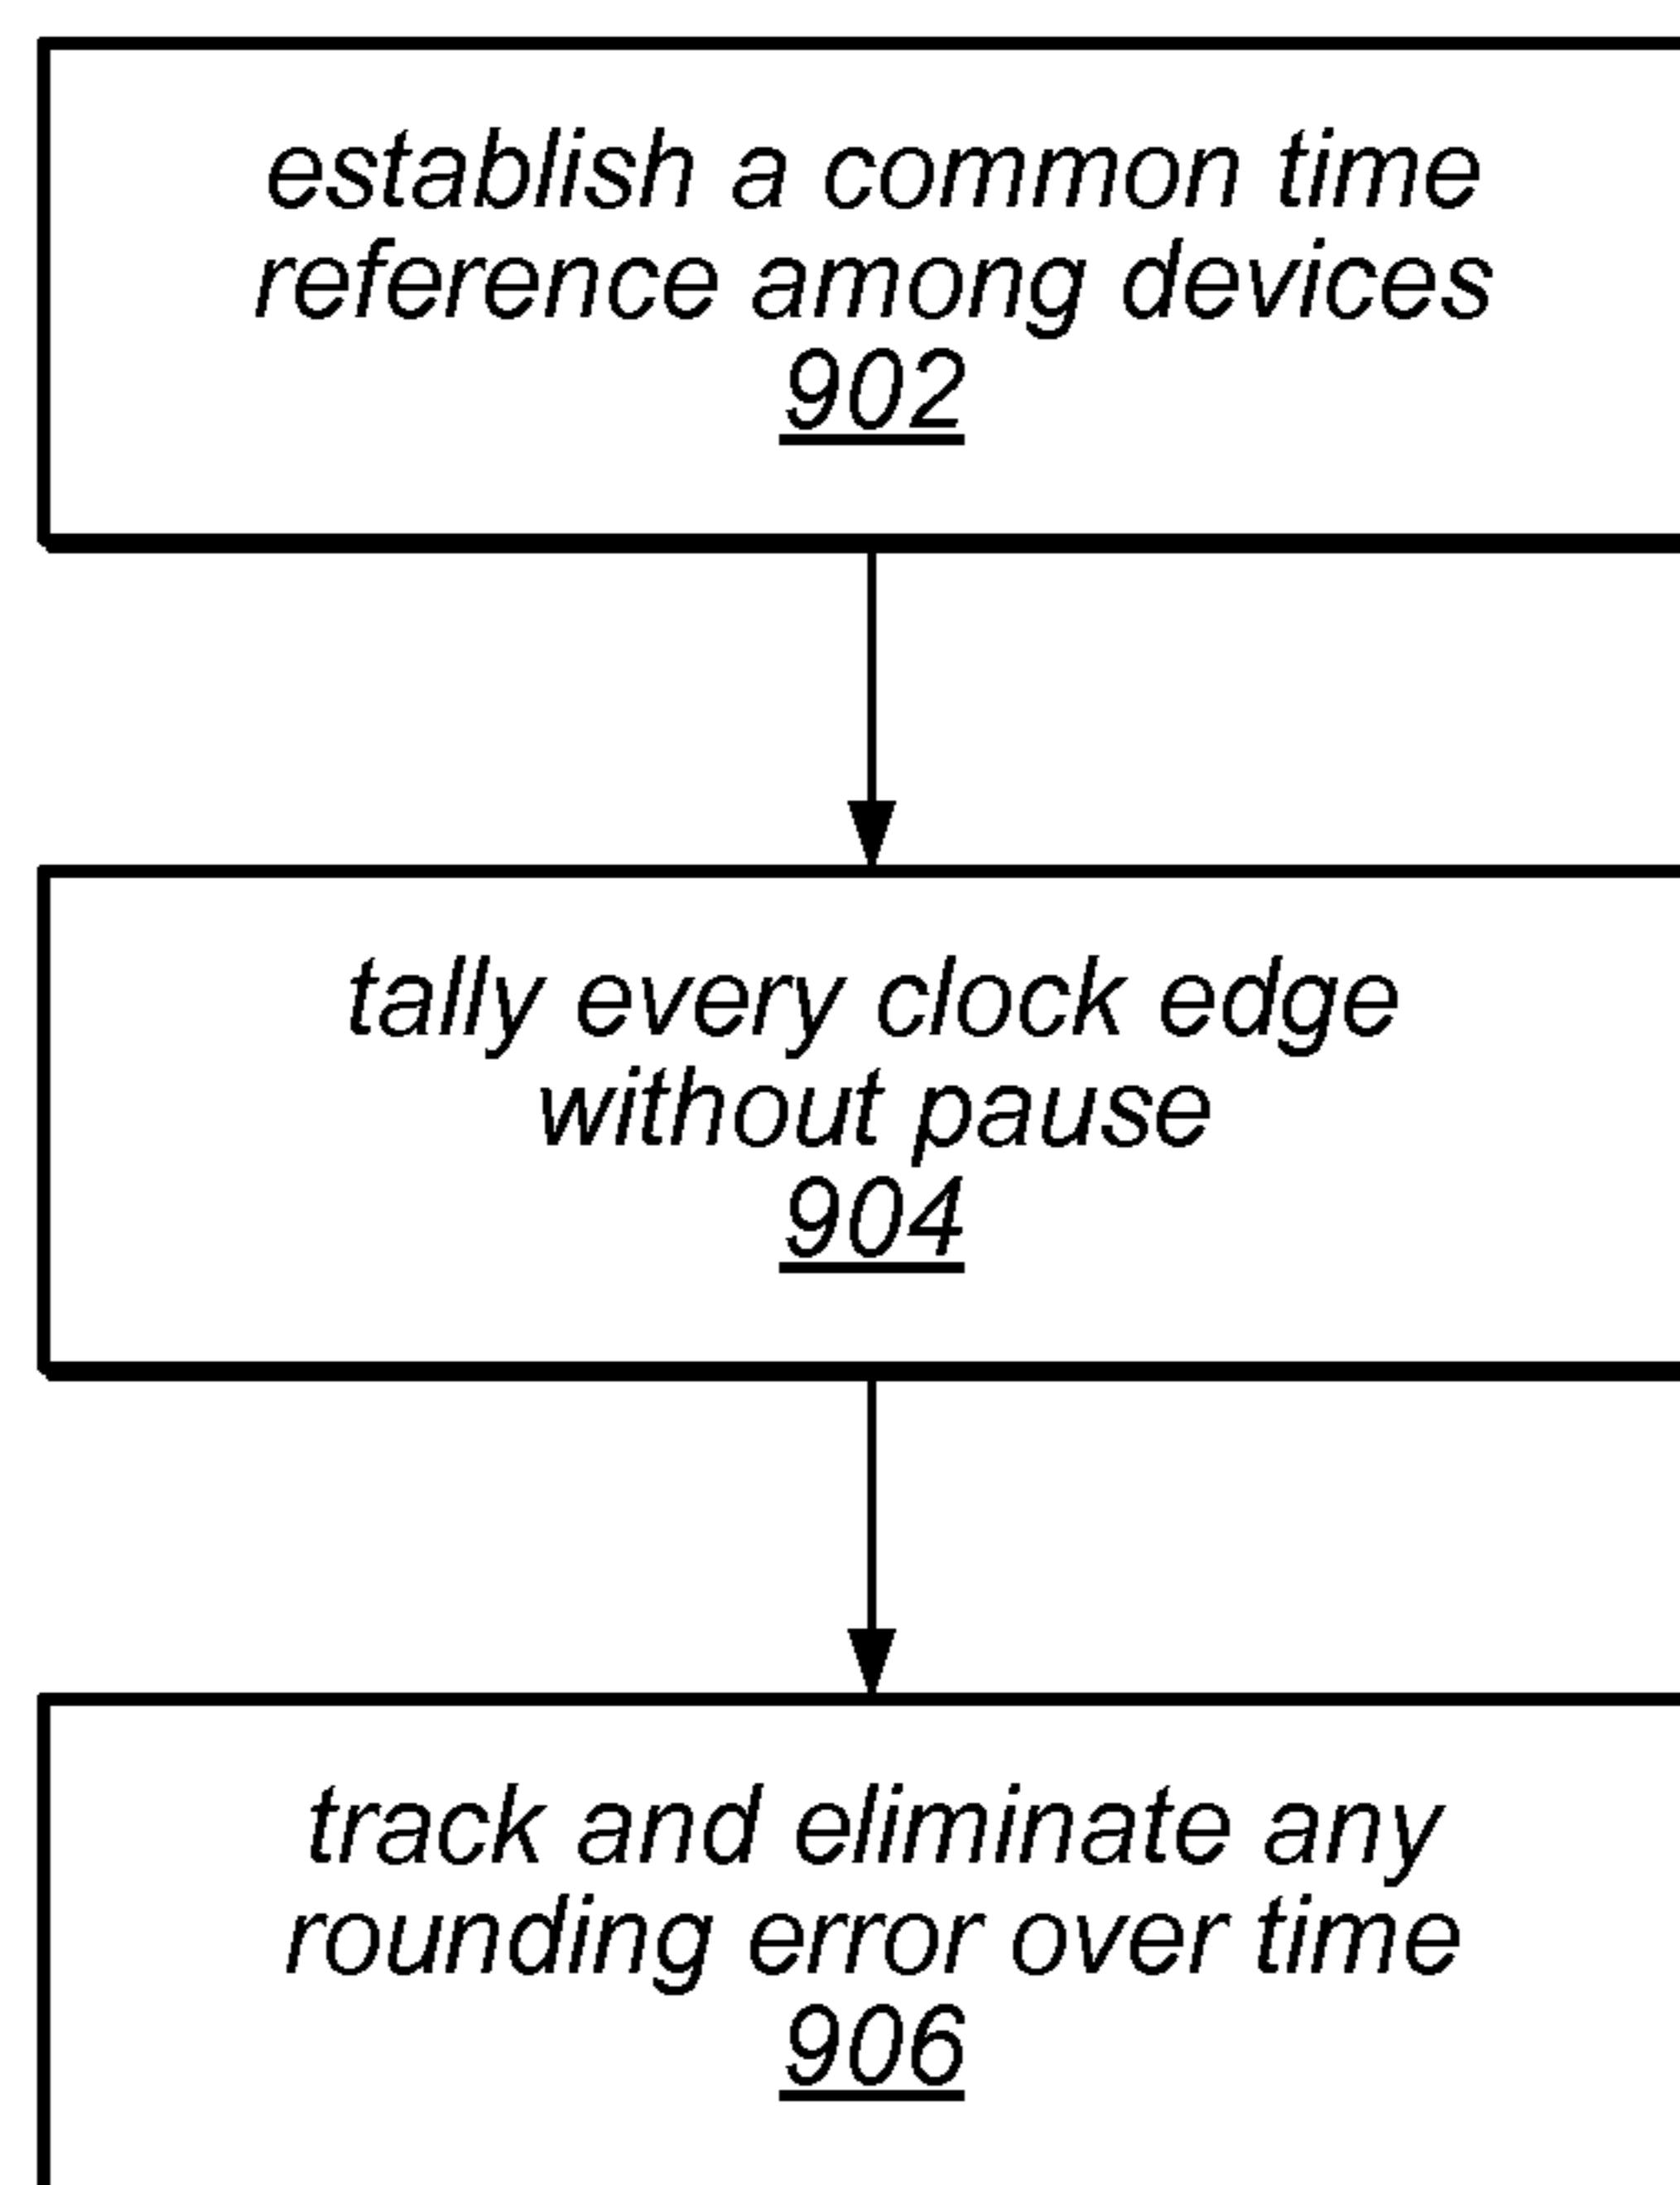 establish a common time
reference among devices
902
tally every clock edge
without pause
904
track and eliminate any
rounding error over time
906